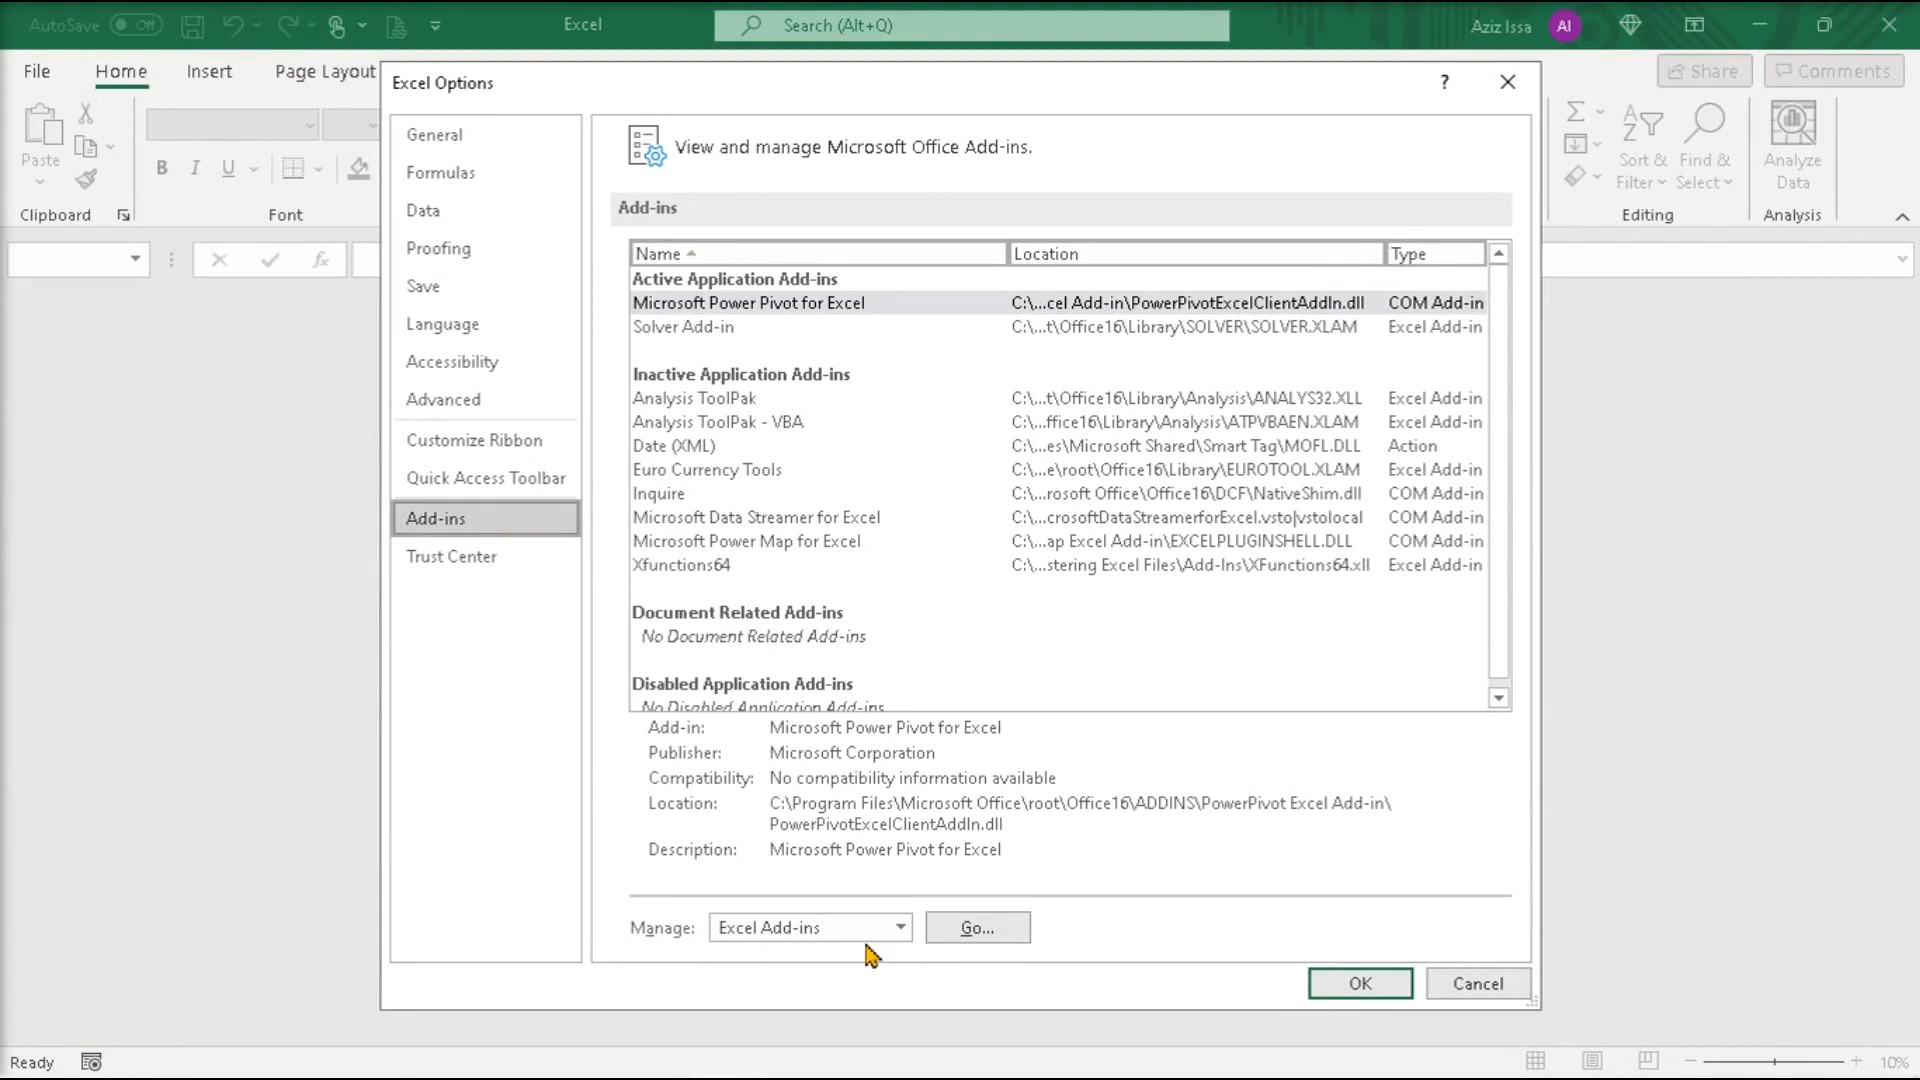 AutoSave Off Excel Search (Alt+Q) Aziz Issa AI
File Home Insert Page Layout Share Comments
Paste
B I U
Clipboard Font
Sort & Filter
Find & Select
Analyze Data
Editing Analysis
fx
Excel Options ?
General
Formulas
Data
Proofing
Save
Language
Accessibility
Advanced
Customize Ribbon
Quick Access Toolbar
Add-ins
Trust Center
View and manage Microsoft Office Add-ins.
Add-ins
Name Location Type
Active Application Add-ins
Microsoft Power Pivot for Excel C:\...cel Add-in\PowerPivotExcelClientAddIn.dll COM Add-in
Solver Add-in C:\...t\Office16\Library\SOLVER\SOLVER.XLAM Excel Add-in
Inactive Application Add-ins
Analysis ToolPak C:\...t\Office16\Library\Analysis\ANALYS32.XLL Excel Add-in
Analysis ToolPak - VBA C:\...ffice16\Library\Analysis\ATPVBAEN.XLAM Excel Add-in
Date (XML) C:\...es\Microsoft Shared\Smart Tag\MOFL.DLL Action
Euro Currency Tools C:\...e\root\Office16\Library\EUROTOOL.XLAM Excel Add-in
Inquire C:\...rosoft Office\Office16\DCF\NativeShim.dll COM Add-in
Microsoft Data Streamer for Excel C:\...crosoftDataStreamerforExcel.vsto|vstolocal COM Add-in
Microsoft Power Map for Excel C:\...ap Excel Add-in\EXCELPLUGINSHELL.DLL COM Add-in
Xfunctions64 C:\...stering Excel Files\Add-Ins\XFunctions64.xll Excel Add-in
Document Related Add-ins
No Document Related Add-ins
Disabled Application Add-ins
No Disabled Application Add-ins
Add-in: Microsoft Power Pivot for Excel
Publisher: Microsoft Corporation
Compatibility: No compatibility information available
Location: C:\Program Files\Microsoft Office\root\Office16\ADDINS\PowerPivot Excel Add-in\
PowerPivotExcelClientAddIn.dll
Description: Microsoft Power Pivot for Excel
Manage: Excel Add-ins Go...
OK Cancel
Ready 10%